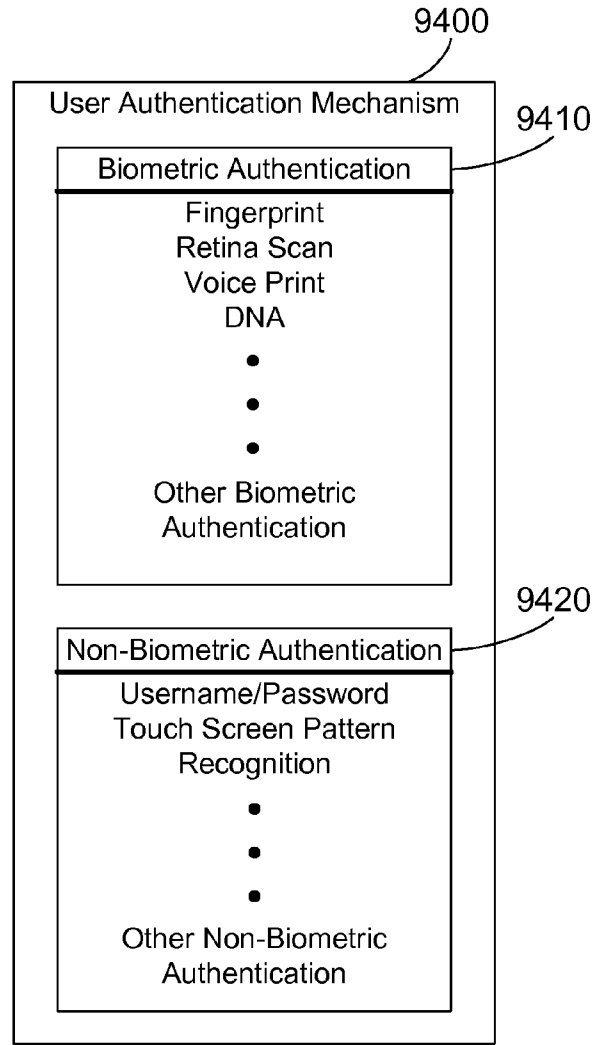 9400
User Authentication Mechanism
9410
Biometric Authentication
Fingerprint
Retina Scan
Voice Print
DNA
Other Biometric
Authentication
9420
Non-Biometric Authentication
Username/Password
Touch Screen Pattern
Recognition
Other Non-Biometric
Authentication